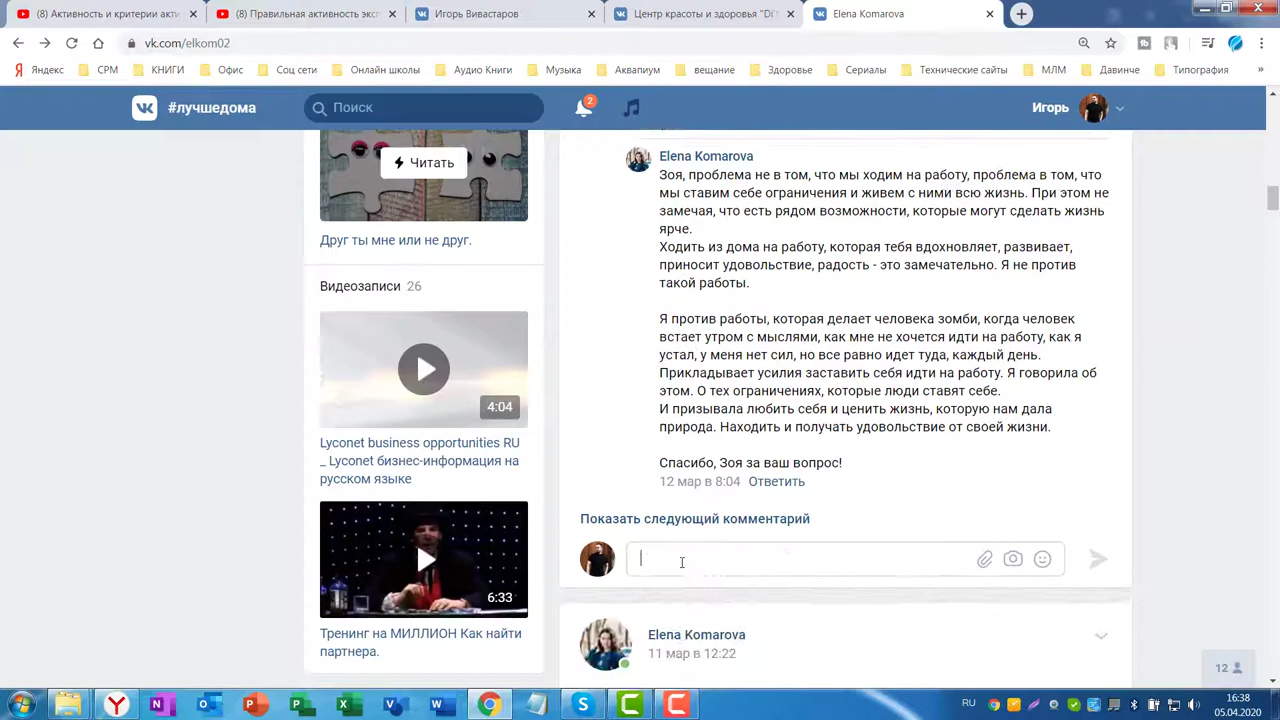 (8) Активность и критерии акти
(8) Правильная активность эксп
Игорь Вивастиров
Центр красоты и здоровья "Di
Elena Komarova
vk.com/elkom02
Яндекс
СРМ
КНИГИ
Офис
Соц сети
Онлайн школы
Аудио Книги
Музыка
Аквапиум
вещание
Здоровье
Сериалы
Технические сайты
МЛМ
Давинче
Типография
»
#лучшедома
Поиск
2
Игорь
Читать
Друг ты мне или не друг.
Видеозаписи 26
4:04
Lyconet business opportunities RU
_ Lyconet бизнес-информация на
русском языке
6:33
Тренинг на МИЛЛИОН Как найти
партнера.
Elena Komarova
Зоя, проблема не в том, что мы ходим на работу, проблема в том, что
мы ставим себе ограничения и живем с ними всю жизнь. При этом не
замечая, что есть рядом возможности, которые могут сделать жизнь
ярче.
Ходить из дома на работу, которая тебя вдохновляет, развивает,
приносит удовольствие, радость - это замечательно. Я не против
такой работы.
Я против работы, которая делает человека зомби, когда человек
встает утром с мыслями, как мне не хочется идти на работу, как я
устал, у меня нет сил, но все равно идет туда, каждый день.
Прикладывает усилия заставить себя идти на работу. Я говорила об
этом. О тех ограничениях, которые люди ставят себе.
И призывала любить себя и ценить жизнь, которую нам дала
природа. Находить и получать удовольствие от своей жизни.
Спасибо, Зоя за ваш вопрос!
12 мар в 8:04 Ответить
Показать следующий комментарий
Elena Komarova
11 мар в 12:22
12
RU
16:38
05.04.2020